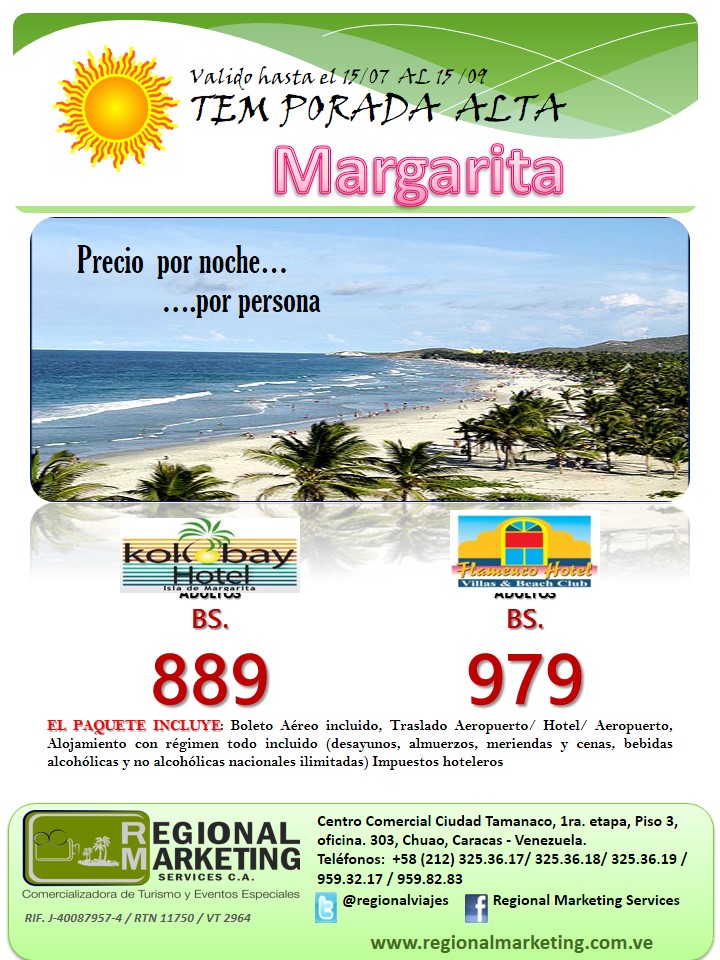 Valido hasta el 15/07 AL 15/09
TEMPORADA ALTA
Margarita
Precio por noche...
....por persona
kolobay
Hotel
Isla de Margarita
ADULTOS
BS.
889
Flamenco Hotel
Villas & Beach Club
ADULTOS
BS.
979
EL PAQUETE INCLUYE: Boleto Aéreo incluido, Traslado Aeropuerto/ Hotel/ Aeropuerto,
Alojamiento con régimen todo incluido (desayunos, almuerzos, meriendas y cenas, bebidas
alcohólicas y no alcohólicas nacionales ilimitadas) Impuestos hoteleros
REGIONAL
MARKETING
SERVICES C.A.
Comercializadora de Turismo y Eventos Especiales
RIF. J-40087957-4 / RTN 11750 / VT 2964
Centro Comercial Ciudad Tamanaco, 1ra. etapa, Piso 3,
oficina. 303, Chuao, Caracas - Venezuela.
Teléfonos: +58 (212) 325.36.17/ 325.36.18/ 325.36.19 /
959.32.17 / 959.82.83
@regionalviajes
Regional Marketing Services
www.regionalmarketing.com.ve